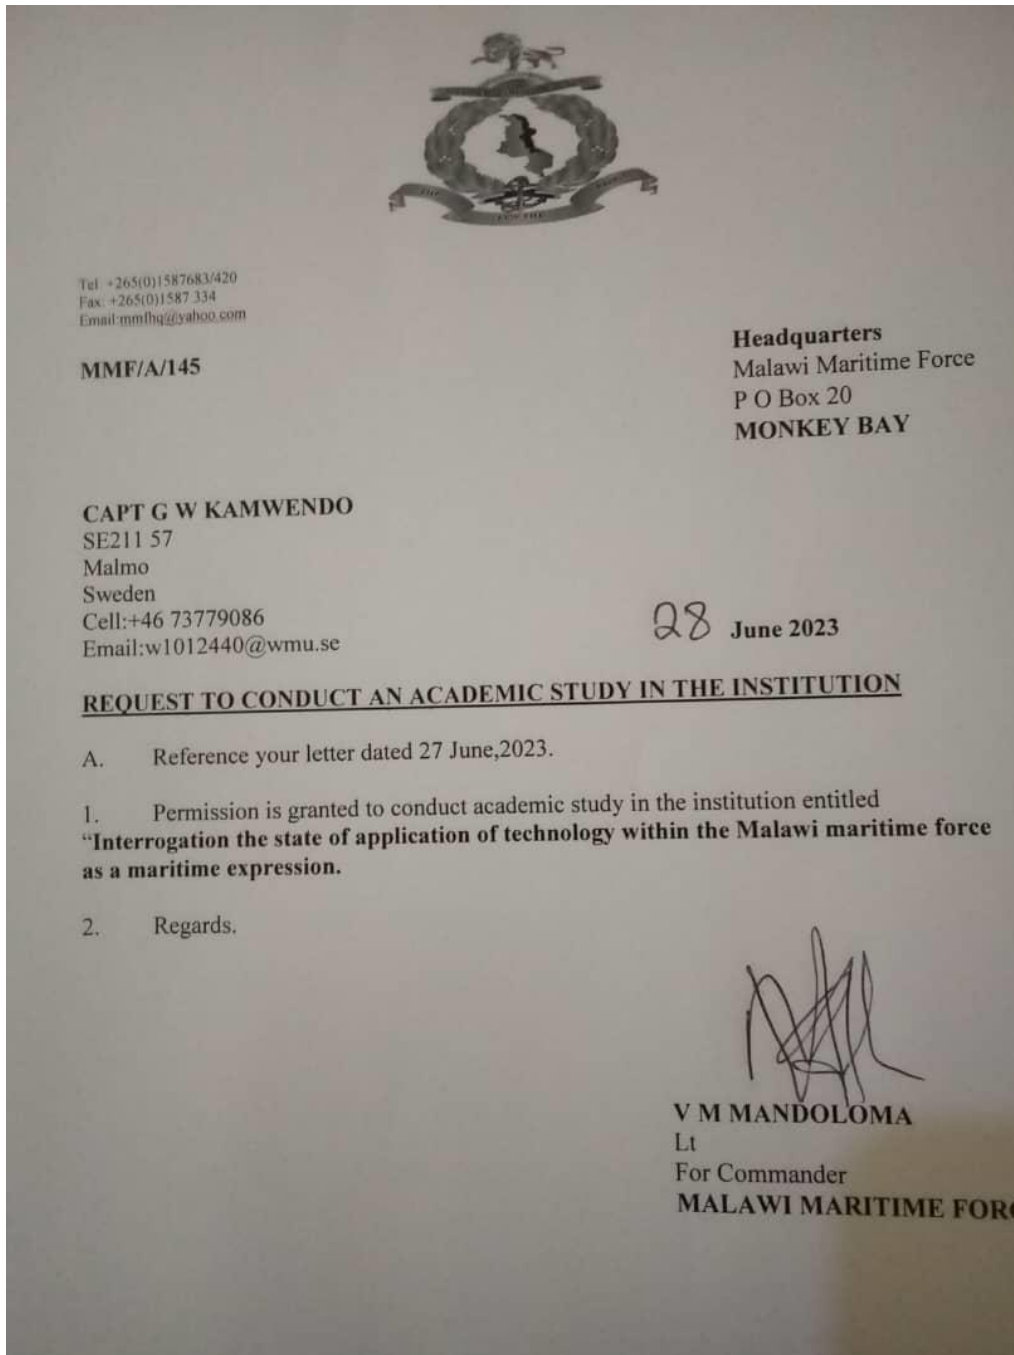 Tel: +265(0)1587683/420
Fax: +265(0)1587 334
Email:mmfhq@yahoo.com
MMF/A/145
Headquarters
Malawi Maritime Force
P O Box 20
MONKEY BAY
CAPT G W KAMWENDO
SE211 57
Malmo
Sweden
Cell:+46 73779086
Email:w1012440@wmu.se
28 June 2023
REQUEST TO CONDUCT AN ACADEMIC STUDY IN THE INSTITUTION
A. Reference your letter dated 27 June,2023.
1. Permission is granted to conduct academic study in the institution entitled
“Interrogation the state of application of technology within the Malawi maritime force
as a maritime expression.
2. Regards.
V M MANDOLOMA
Lt
For Commander
MALAWI MARITIME FORC